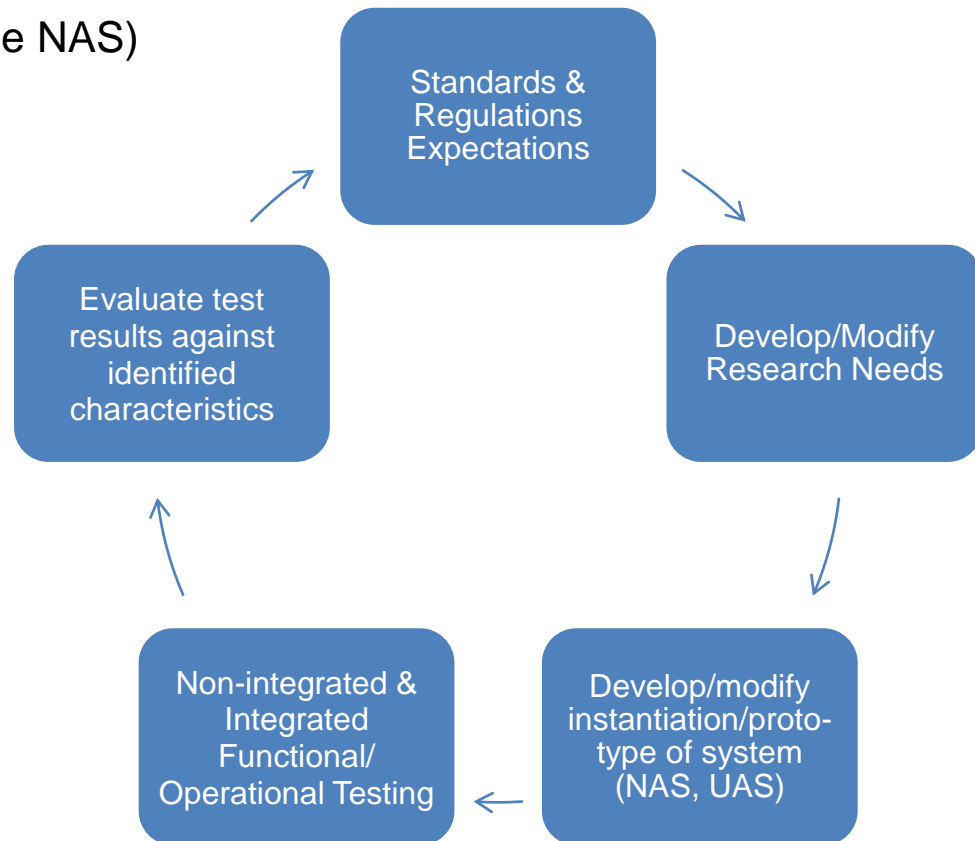 e NAS)
Standards &
Regulations
Expectations
Develop/Modify
Research Needs
Develop/modify
instantiation/proto-
type of system
(NAS, UAS)
Non-integrated &
Integrated
Functional/
Operational Testing
Evaluate test
results against
identified
characteristics